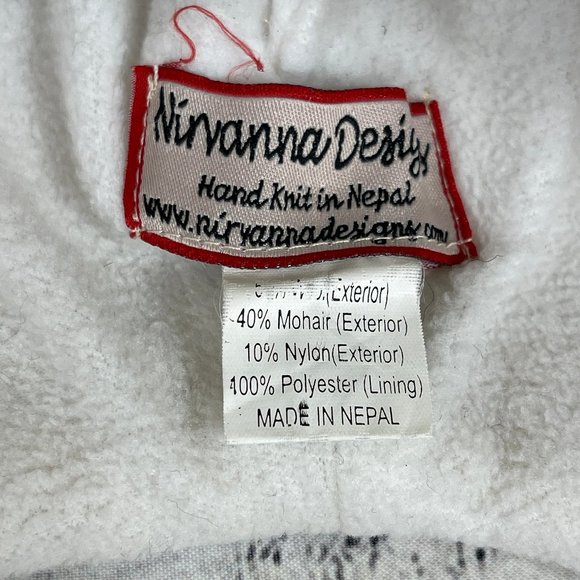 Nirvanna Desig
Hand Knit in Nepal
www.nirvannadesigns.com
(Exterior)
40% Mohair (Exterior)
10% Nylon(Exterior)
100% Polyester (Lining)
MADE IN NEPAL